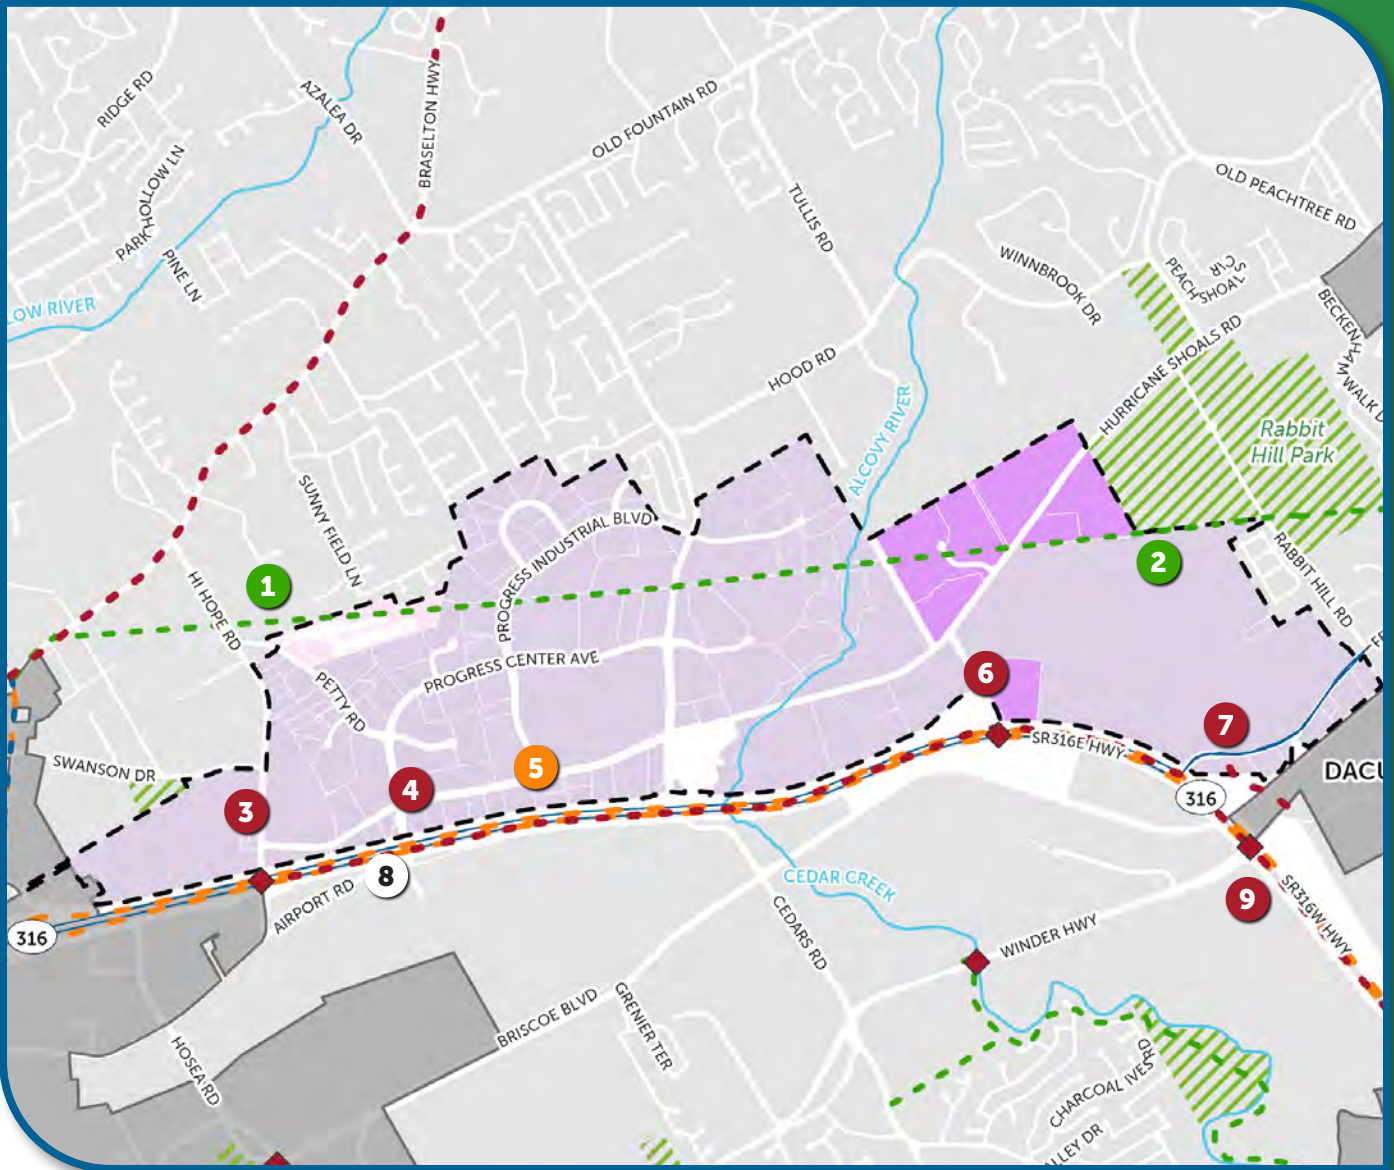 RIDGE RD
AZALEA DR
BRASELTON HWY
OLD FOUNTAIN RD
PARK HOLLOW LN
PINE LN
TULLIS RD
OLD PEACHTREE RD
WINNBROOK DR
PEACH
SHOALS
CIR
LOW RIVER
HURRICANE SHOALS RD
BECKENHAM WALK D
HOOD RD
ALCOVY RIVER
Rabbit
Hill Park
SUNNY FIELD LN
PROGRESS INDUSTRIAL BLVD
HI HOPE RD
1
2
RABBIT HILL RD
PROGRESS CENTER AVE
PETTY RD
6
7
SR316E HWY
SWANSON DR
5
4
3
DACU
316
8
316
AIRPORT RD
CEDAR CREEK
9
SR316W HWY
CEDARS RD
WINDER HWY
BRISCOE BLVD
GRENIER TER
HOSEA RD
CHARCOAL IVES RD
LLEY DR